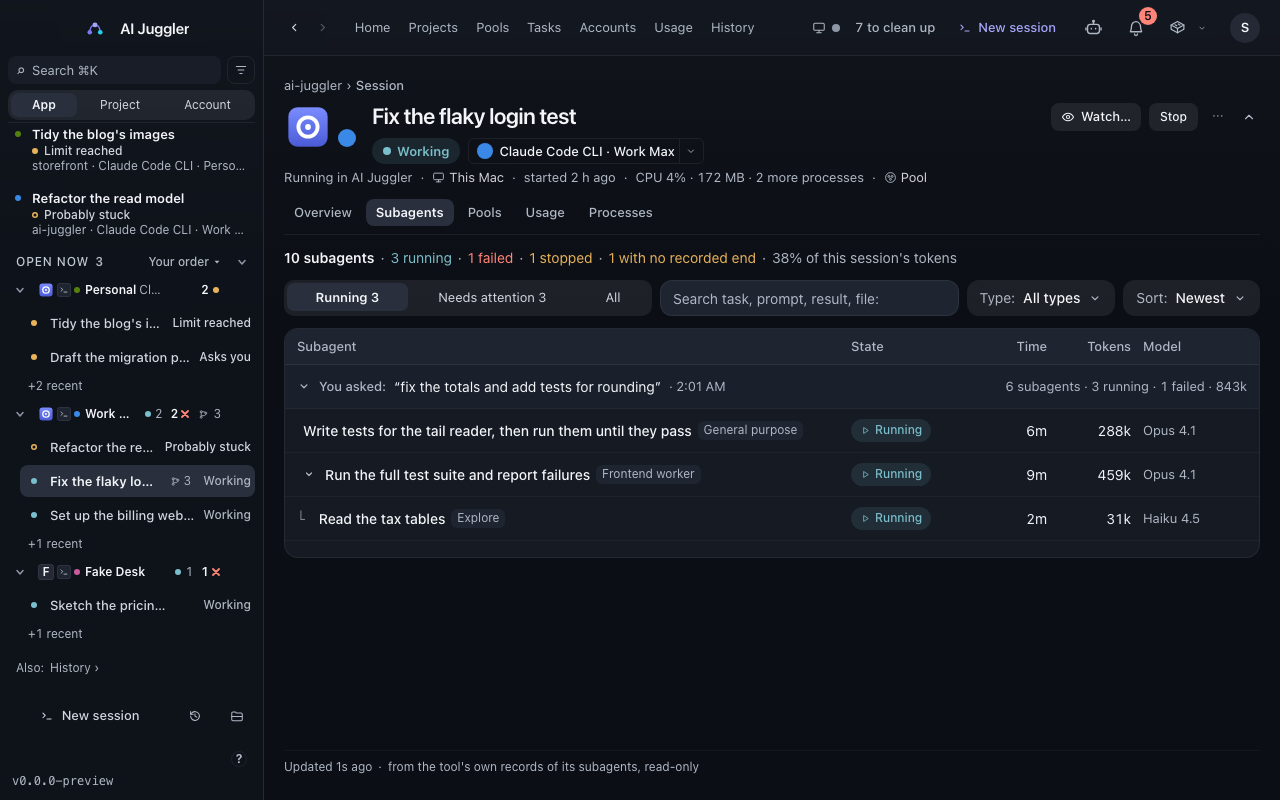 AI Juggler
Search ⌘K
App Project Account
Tidy the blog's images
Limit reached
storefront · Claude Code CLI · Perso...
Refactor the read model
Probably stuck
ai-juggler · Claude Code CLI · Work ...
OPEN NOW 3 Your order
Personal Cl... 2
Tidy the blog's i... Limit reached
Draft the migration p... Asks you
+2 recent
Work ... 2 2 3
Refactor the re... Probably stuck
Fix the flaky lo... 3 Working
Set up the billing web... Working
+1 recent
F Fake Desk 1 1
Sketch the pricin... Working
+1 recent
Also: History ›
New session
?
v0.0.0-preview
Home Projects Pools Tasks Accounts Usage History 7 to clean up New session 5 S
ai-juggler › Session
Fix the flaky login test
Watch... Stop ...
Working Claude Code CLI · Work Max
Running in AI Juggler · This Mac · started 2 h ago · CPU 4% · 172 MB · 2 more processes · Pool
Overview Subagents Pools Usage Processes
10 subagents · 3 running · 1 failed · 1 stopped · 1 with no recorded end · 38% of this session's tokens
Running 3 Needs attention 3 All Search task, prompt, result, file: Type: All types Sort: Newest
Subagent State Time Tokens Model
You asked: “fix the totals and add tests for rounding” · 2:01 AM 6 subagents · 3 running · 1 failed · 843k
Write tests for the tail reader, then run them until they pass General purpose Running 6m 288k Opus 4.1
Run the full test suite and report failures Frontend worker Running 9m 459k Opus 4.1
Read the tax tables Explore Running 2m 31k Haiku 4.5
Updated 1s ago · from the tool's own records of its subagents, read-only